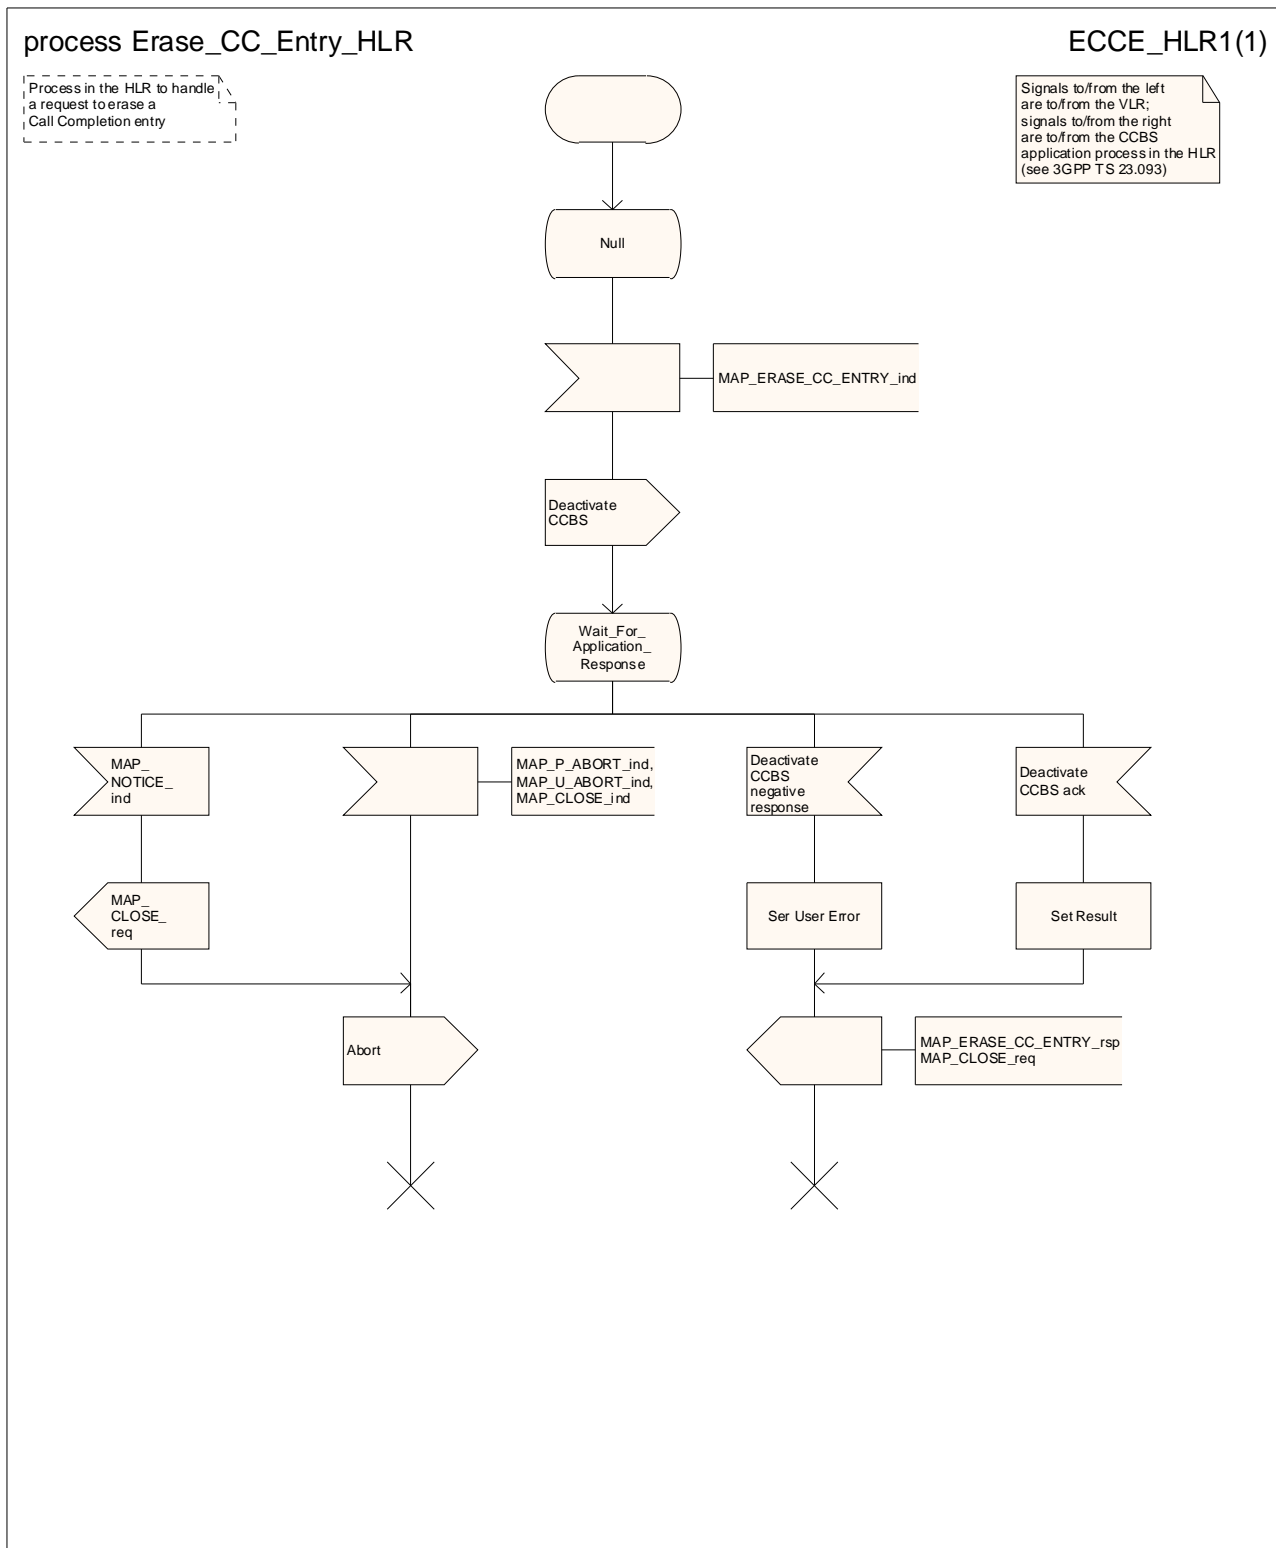 process Erase_CC_Entry_HLR
ECCE_HLR1(1)
Process in the HLR to handle
a request to erase a
Call Completion entry
Signals to/from the left
are to/from the VLR;
signals to/from the right
are to/from the CCBS
application process in the HLR
(see 3GPP TS 23.093)
Null
MAP_ERASE_CC_ENTRY_ind
Deactivate
CCBS
Wait_For_
Application_
Response
MAP_
NOTICE_
ind
MAP_P_ABORT_ind,
MAP_U_ABORT_ind,
MAP_CLOSE_ind
Deactivate
CCBS
negative
response
Deactivate
CCBS ack
MAP_
CLOSE_
req
Ser User Error
Set Result
Abort
MAP_ERASE_CC_ENTRY_rsp
MAP_CLOSE_req